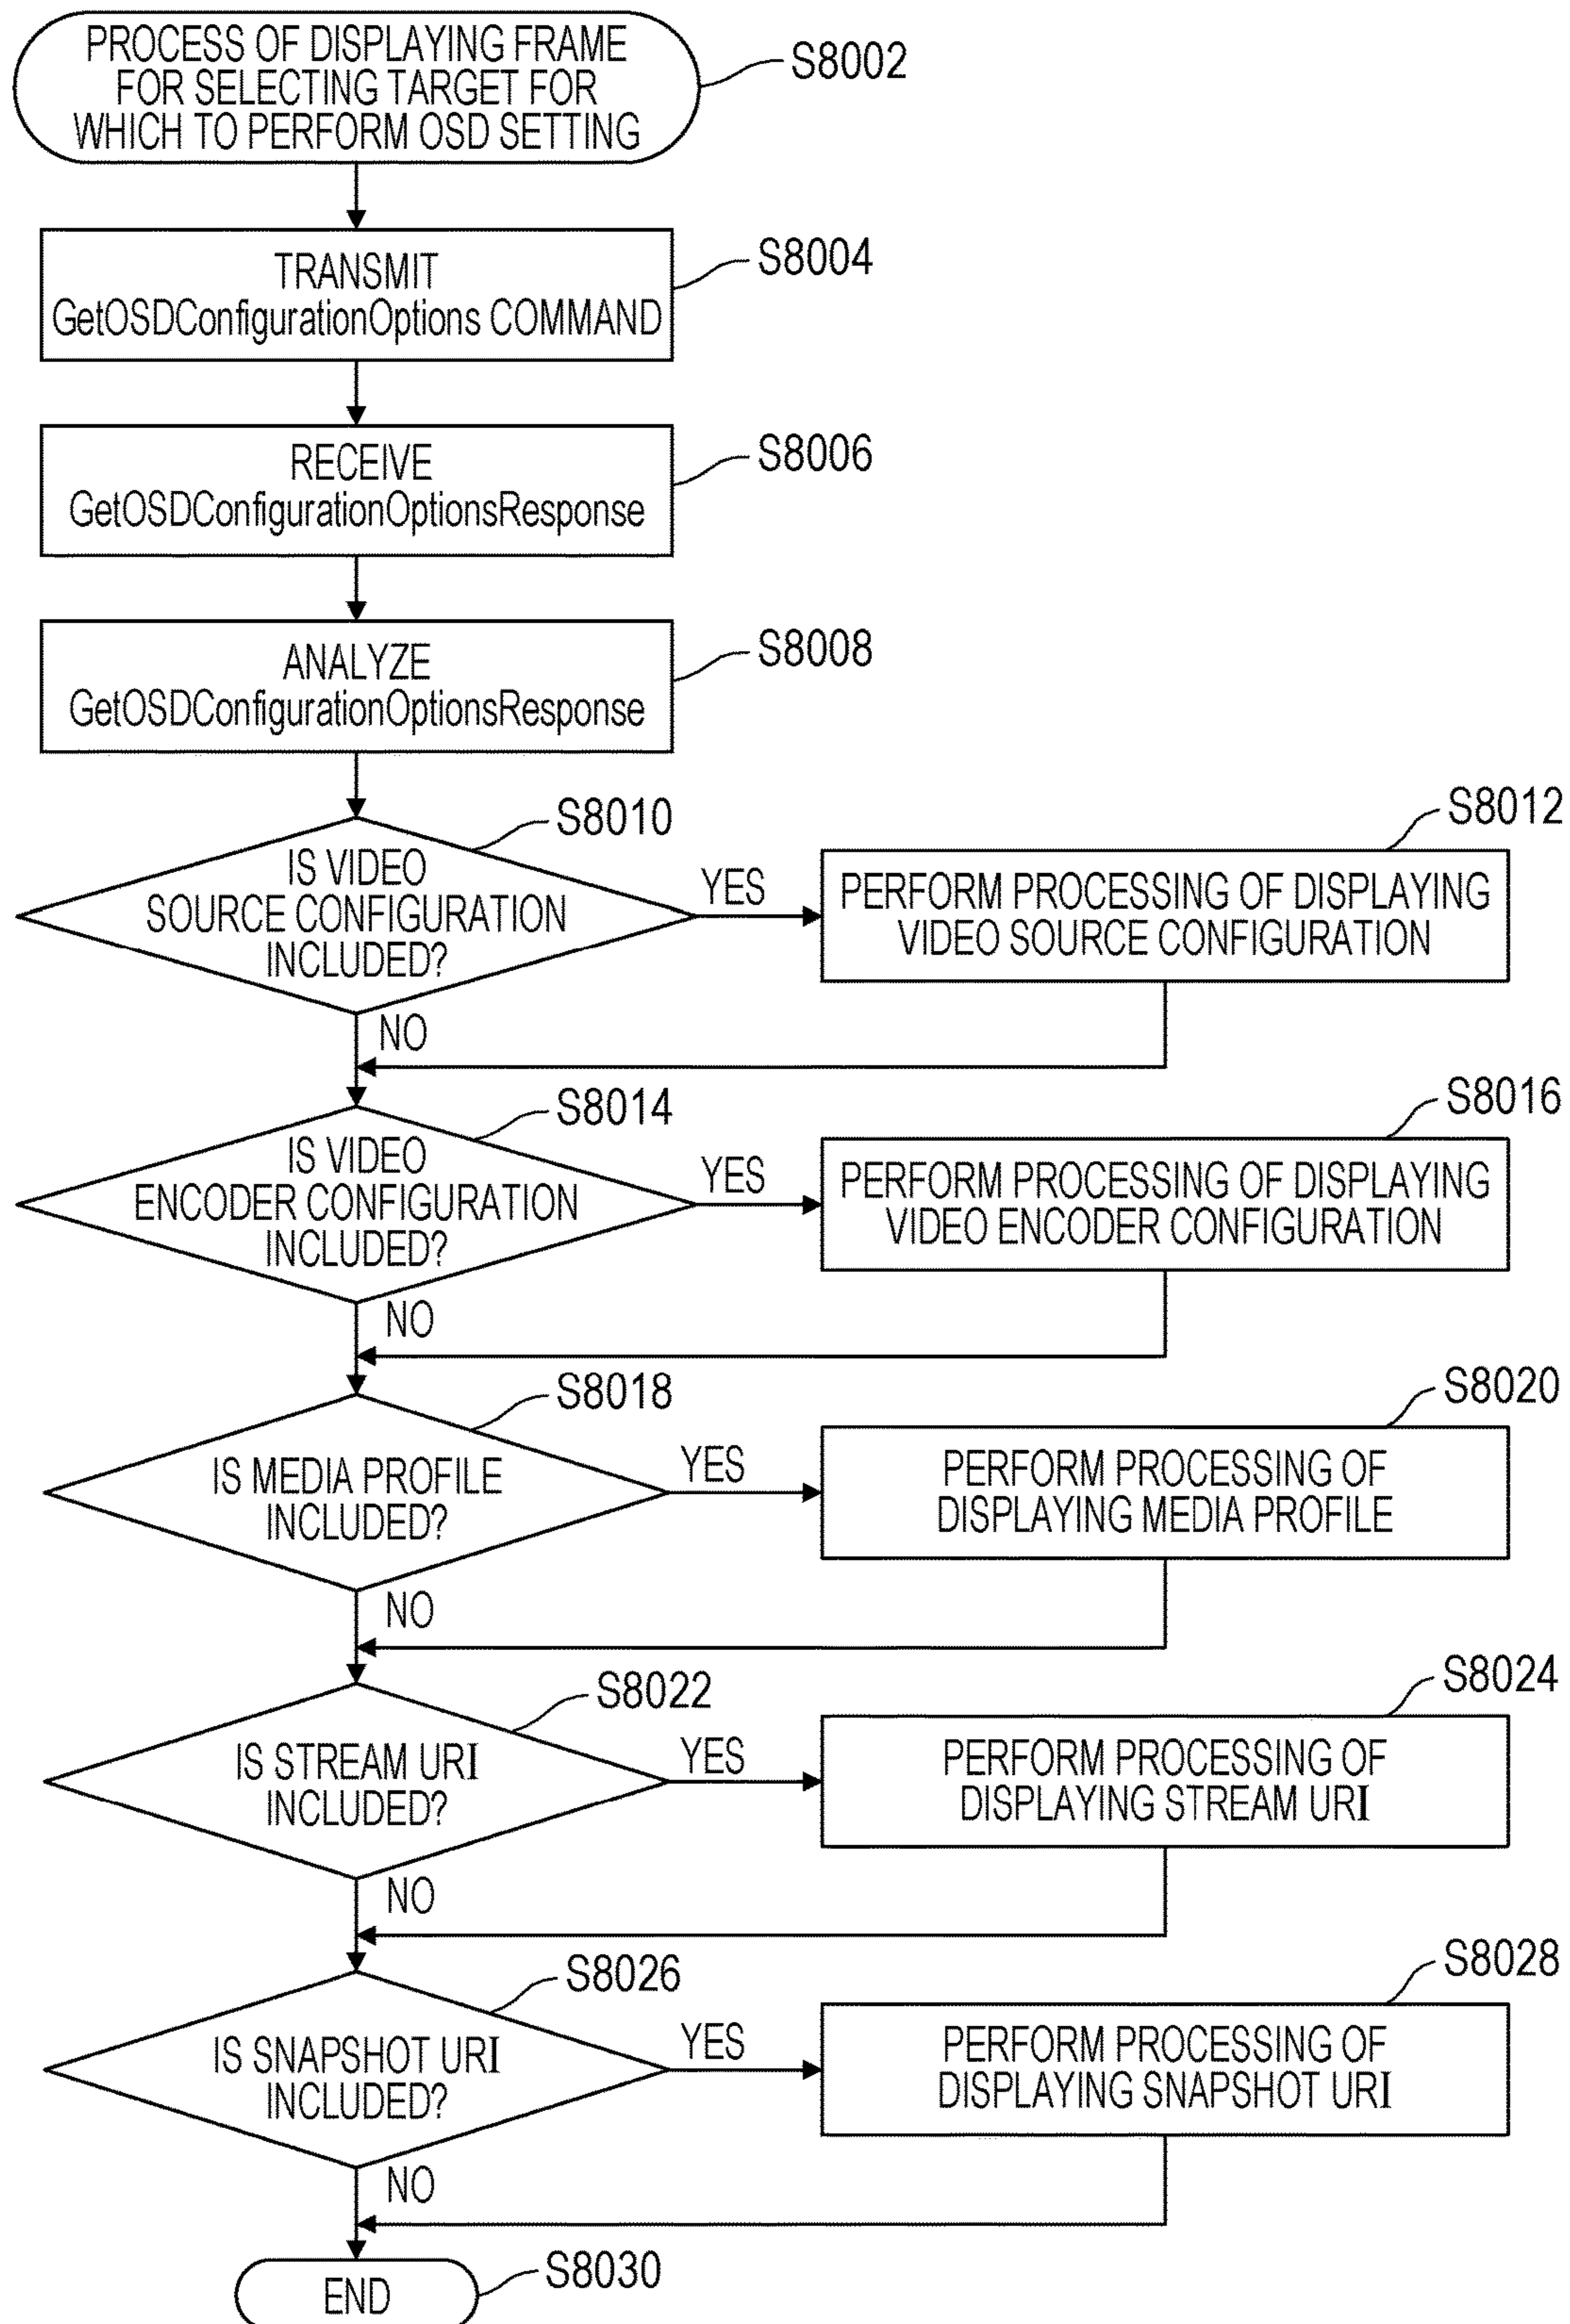 PROCESS OF DISPLAYING FRAME
FOR SELECTING TARGET FOR
WHICH TO PERFORM OSD SETTING
S8002
TRANSMIT
GetOSDConfigurationOptions COMMAND
S8004
RECEIVE
GetOSDConfigurationOptionsResponse
S8006
ANALYZE
GetOSDConfigurationOptionsResponse
S8008
IS VIDEO
SOURCE CONFIGURATION
INCLUDED?
S8010
YES
NO
PERFORM PROCESSING OF DISPLAYING
VIDEO SOURCE CONFIGURATION
S8012
IS VIDEO
ENCODER CONFIGURATION
INCLUDED?
S8014
YES
NO
PERFORM PROCESSING OF DISPLAYING
VIDEO ENCODER CONFIGURATION
S8016
IS MEDIA PROFILE
INCLUDED?
S8018
YES
NO
PERFORM PROCESSING OF
DISPLAYING MEDIA PROFILE
S8020
IS STREAM URI
INCLUDED?
S8022
YES
NO
PERFORM PROCESSING OF
DISPLAYING STREAM URI
S8024
IS SNAPSHOT URI
INCLUDED?
S8026
YES
NO
PERFORM PROCESSING OF
DISPLAYING SNAPSHOT URI
S8028
END
S8030